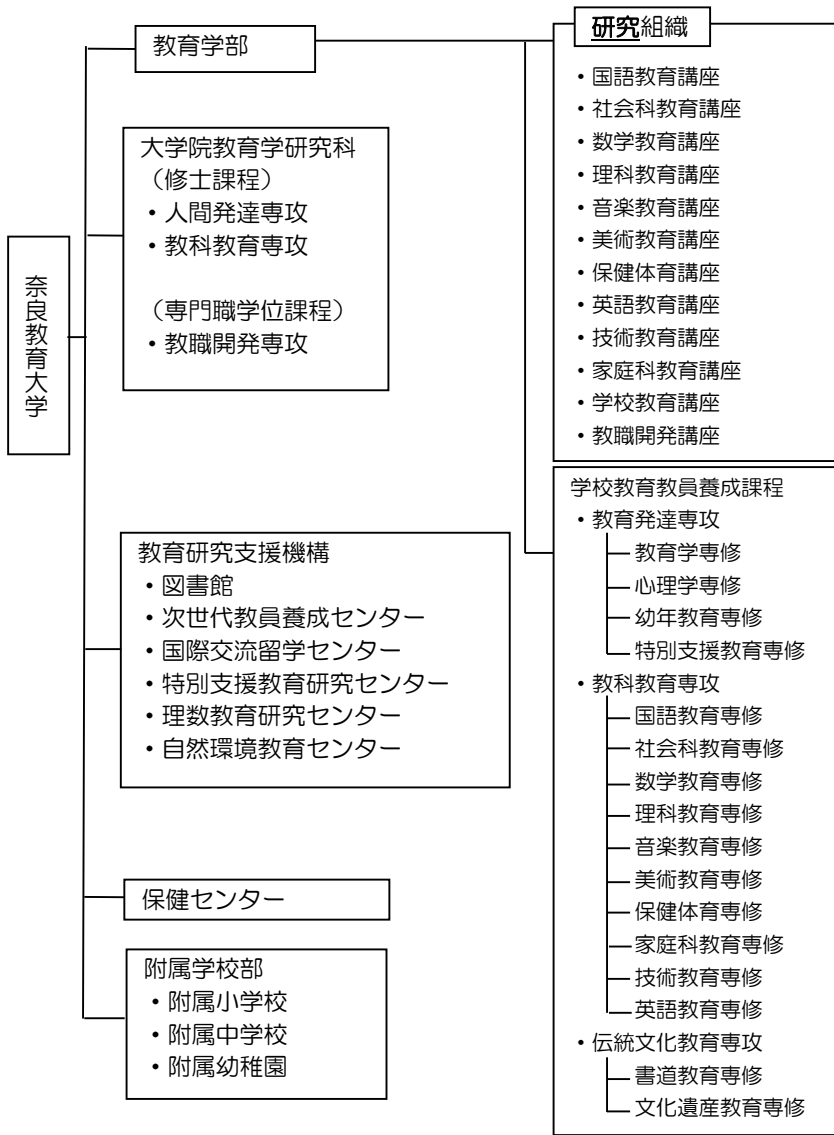 奈良教育大学
教育学部
大学院教育学研究科
（修士課程）
・人間発達専攻
・教科教育専攻
（専門職学位課程）
・教職開発専攻
教育研究支援機構
・図書館
・次世代教員養成センター
・国際交流留学センター
・特別支援教育研究センター
・理数教育研究センター
・自然環境教育センター
保健センター
附属学校部
・附属小学校
・附属中学校
・附属幼稚園
研究組織
・国語教育講座
・社会科教育講座
・数学教育講座
・理科教育講座
・音楽教育講座
・美術教育講座
・保健体育講座
・英語教育講座
・技術教育講座
・家庭科教育講座
・学校教育講座
・教職開発講座
学校教育教員養成課程
・教育発達専攻
教育学専修
心理学専修
幼年教育専修
特別支援教育専修
・教科教育専攻
国語教育専修
社会科教育専修
数学教育専修
理科教育専修
音楽教育専修
美術教育専修
保健体育専修
家庭科教育専修
技術教育専修
英語教育専修
・伝統文化教育専攻
書道教育専修
文化遺産教育専修